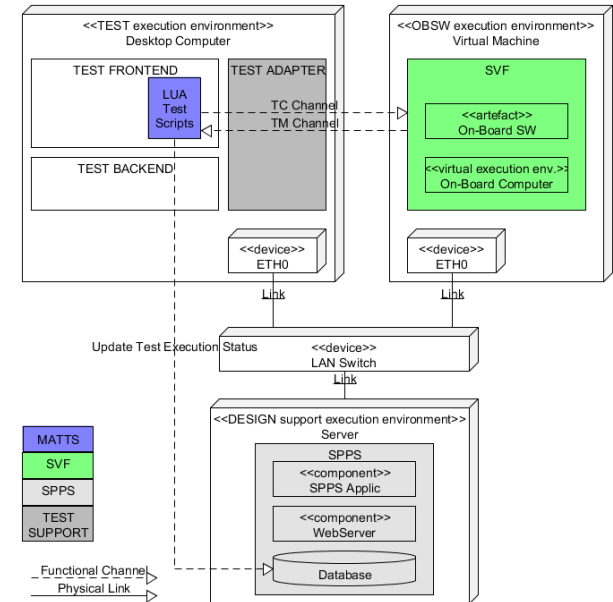 <<TEST execution environment>>
Desktop Computer
TEST FRONTEND
LUA
Test
Scripts
TEST BACKEND
TEST ADAPTER
TC Channel
TM Channel
<<device>>
ETH0
Link
<<OBSW execution environment>>
Virtual Machine
SVF
<<artefact>>
On-Board SW
<<virtual execution env.>>
On-Board Computer
<<device>>
ETH0
Link
Update Test Execution Status
<<device>>
LAN Switch
Link
<<DESIGN support execution environment>>
Server
SPPS
<<component>>
SPPS Applic
<<component>>
WebServer
Database
MATTS
SVF
SPPS
TEST
SUPPORT
Functional Channel
Physical Link